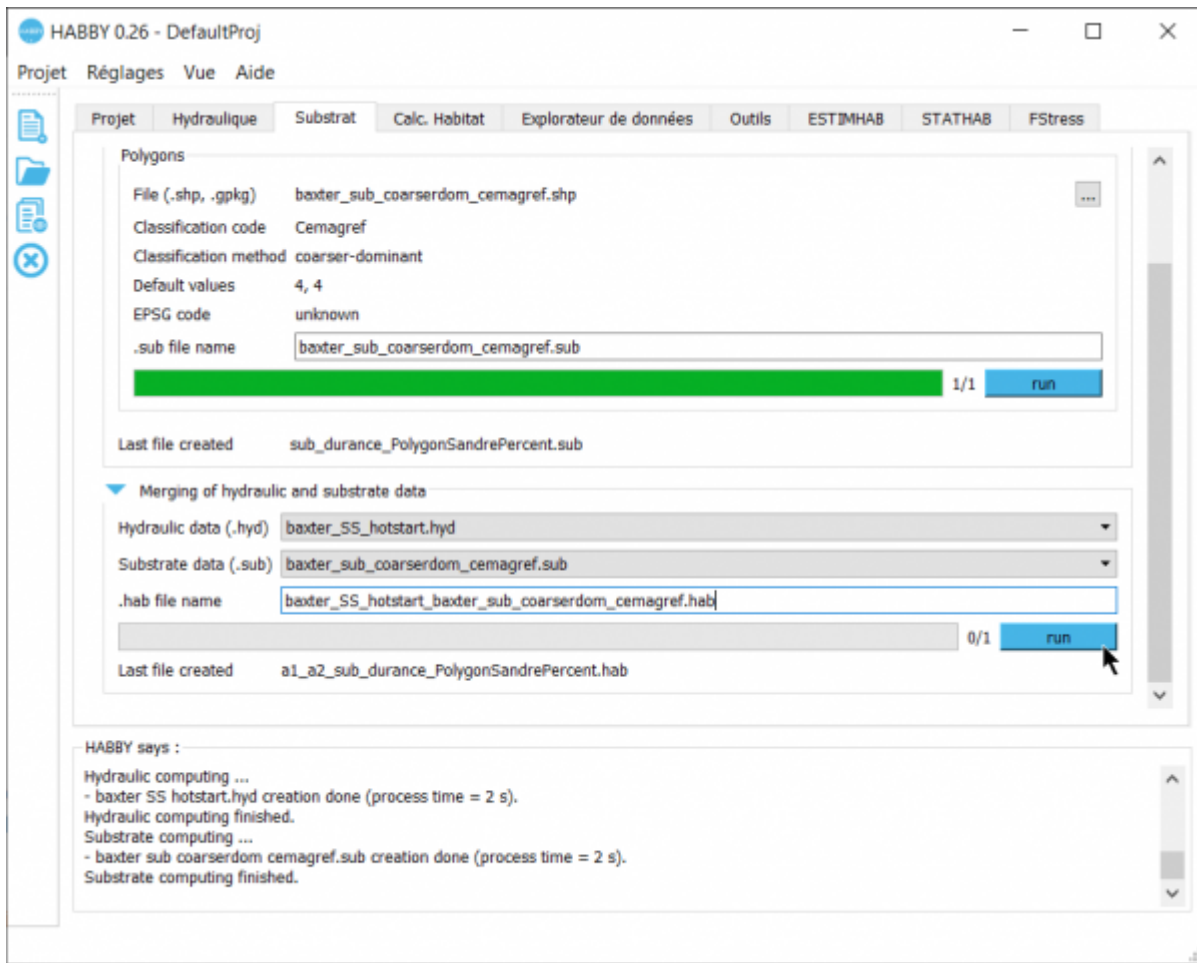 HABBY 0.26 - DefaultProj
Projet Réglages Vue Aide
Projet Hydraulique Substrat Calc. Habitat Explorateur de données Outils ESTIMHAB STATHAB FStress
Polygons
File (.shp, .gpkg) baxter_sub_coarserdom_cemagref.shp ...
Classification code Cemagref
Classification method coarser-dominant
Default values 4, 4
EPSG code unknown
.sub file name baxter_sub_coarserdom_cemagref.sub
1/1 run
Last file created sub_durance_PolygonSandrePercent.sub
Merging of hydraulic and substrate data
Hydraulic data (.hyd) baxter_SS_hotstart.hyd
Substrate data (.sub) baxter_sub_coarserdom_cemagref.sub
.hab file name baxter_SS_hotstart_baxter_sub_coarserdom_cemagref.hab
0/1 run
Last file created a1_a2_sub_durance_PolygonSandrePercent.hab
HABBY says :
Hydraulic computing ...
- baxter SS hotstart.hyd creation done (process time = 2 s).
Hydraulic computing finished.
Substrate computing ...
- baxter sub coarserdom cemagref.sub creation done (process time = 2 s).
Substrate computing finished.